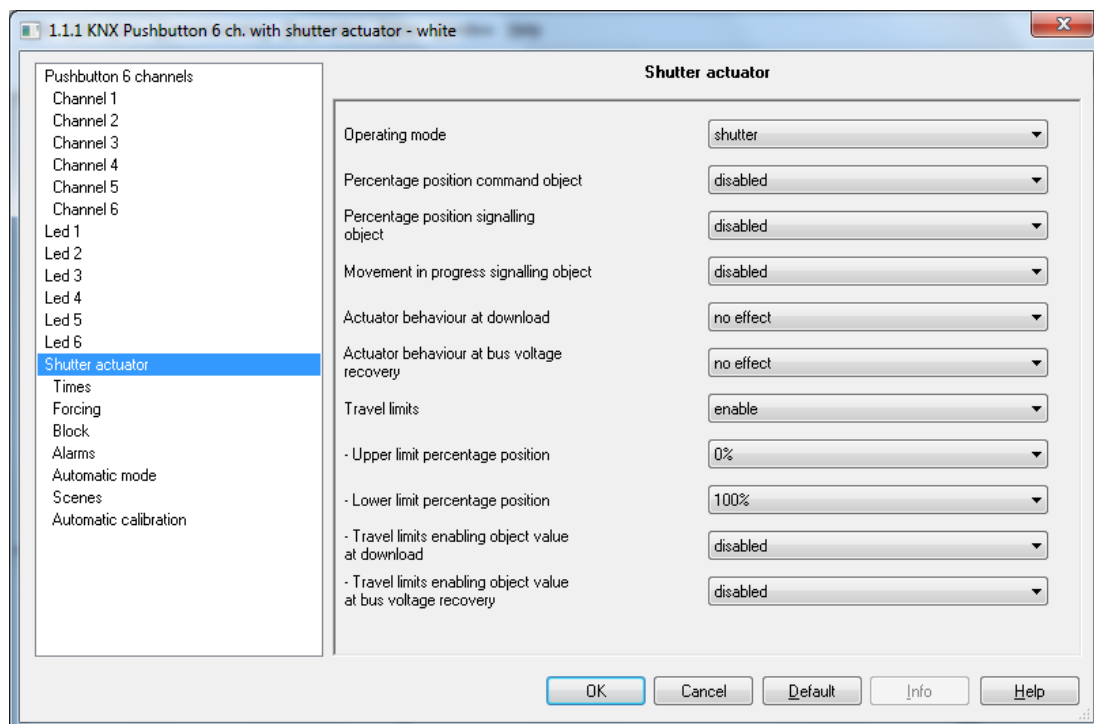 1.1.1 KNX Pushbutton 6 ch. with shutter actuator - white
Pushbutton 6 channels
Channel 1
Channel 2
Channel 3
Channel 4
Channel 5
Channel 6
Led 1
Led 2
Led 3
Led 4
Led 5
Led 6
Shutter actuator
Times
Forcing
Block
Alarms
Automatic mode
Scenes
Automatic calibration
Shutter actuator
Operating mode
shutter
Percentage position command object
disabled
Percentage position signalling
object
disabled
Movement in progress signalling object
disabled
Actuator behaviour at download
no effect
Actuator behaviour at bus voltage
recovery
no effect
Travel limits
enable
- Upper limit percentage position
0%
- Lower limit percentage position
100%
- Travel limits enabling object value
at download
disabled
- Travel limits enabling object value
at bus voltage recovery
disabled
OK
Cancel
Default
Info
Help